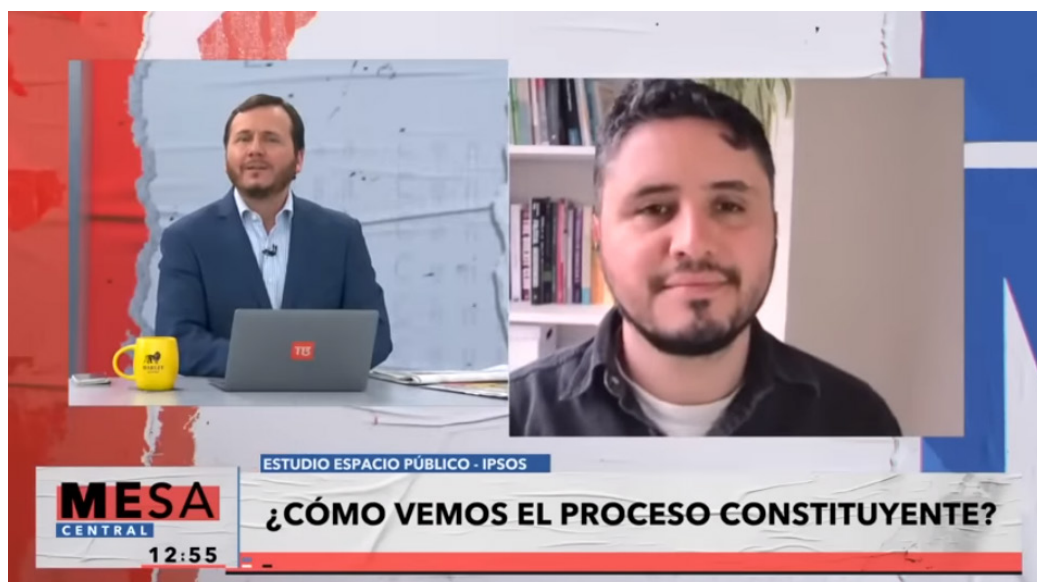 T13
ESTUDIO ESPACIO PÚBLICO - IPSOS
MESA
CENTRAL
12:55
¿CÓMO VEMOS EL PROCESO CONSTITUYENTE?